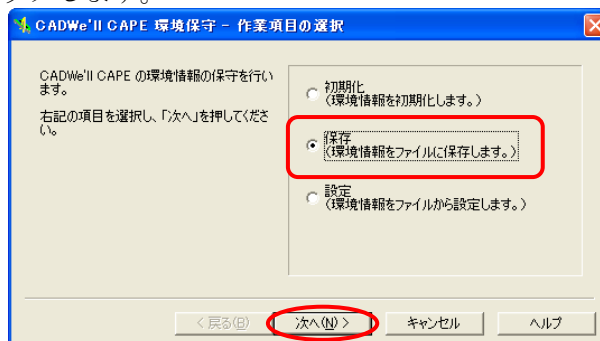 CADWe'll CAPE 環境保守 - 作業項目の選択
CADWe'll CAPE の環境情報の保守を行い
ます。
右記の項目を選択し、「次へ」を押してくださ
い。
初期化
(環境情報を初期化します。)
保存
(環境情報をファイルに保存します。)
設定
(環境情報をファイルから設定します。)
< 戻る(B)
次へ(N) >
キャンセル
ヘルプ